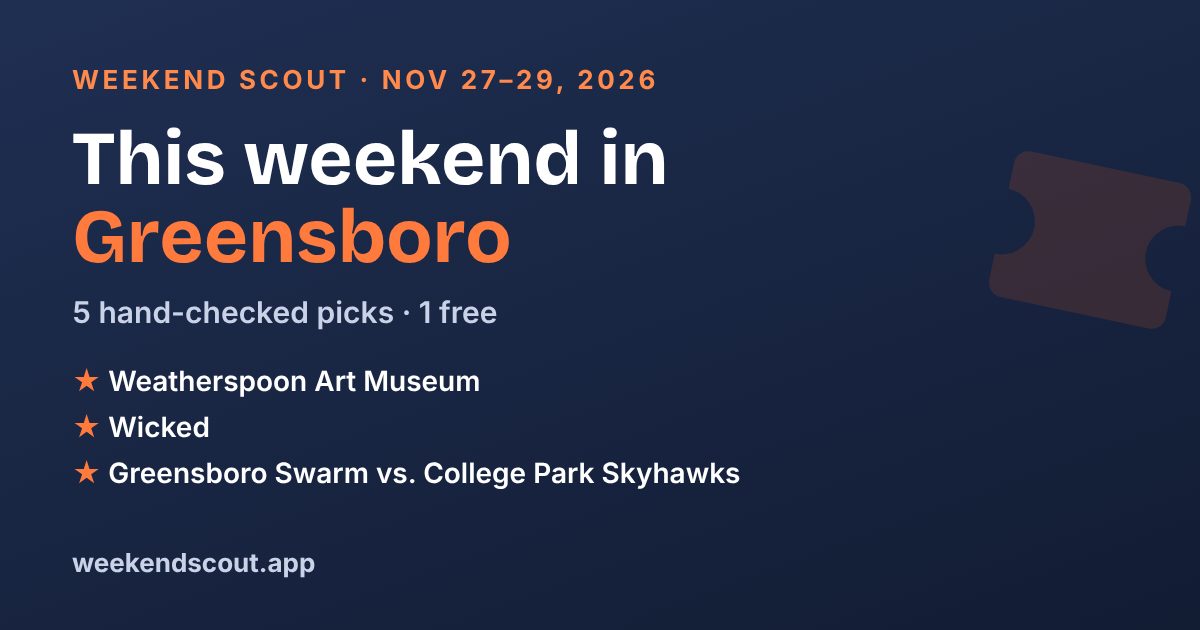 WEEKEND SCOUT · NOV 27–29, 2026
This weekend in
Greensboro
5 hand-checked picks · 1 free
★ Weatherspoon Art Museum
★ Wicked
★ Greensboro Swarm vs. College Park Skyhawks
weekendscout.app